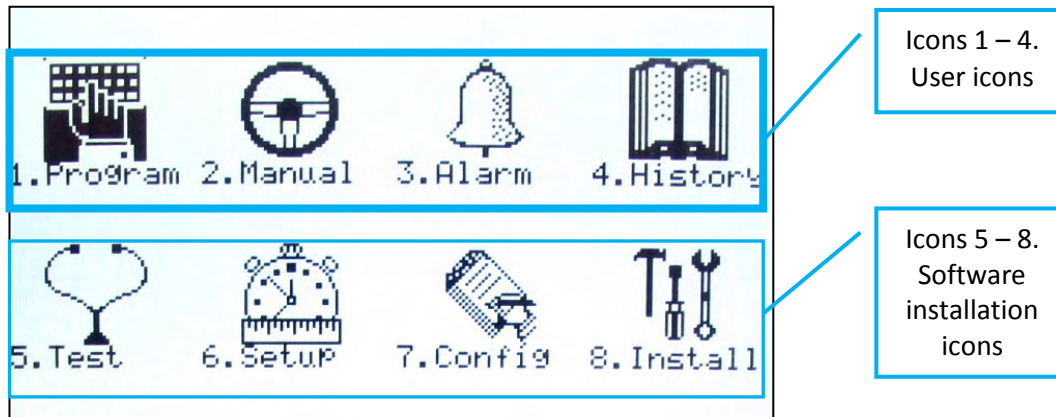 1.Program 2.Manual 3.Alarm 4.History
5.Test 6.Setup 7.Config 8.Install
Icons 1 – 4.
User icons
Icons 5 – 8.
Software
installation
icons